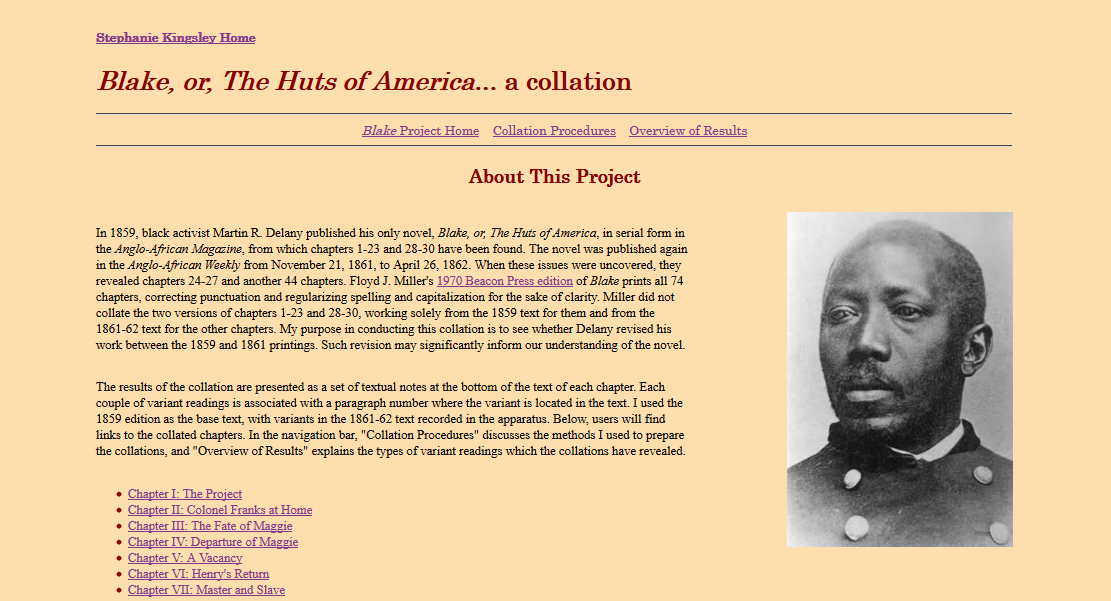 Stephanie Kingsley Home
Blake, or, The Huts of America... a collation
Blake Project Home Collation Procedures Overview of Results
About This Project
In 1859, black activist Martin R. Delany published his only novel, Blake, or, The Huts of America, in serial form in
the Anglo-African Magazine, from which chapters 1-23 and 28-30 have been found. The novel was published again
in the Anglo-African Weekly from November 21, 1861, to April 26, 1862. When these issues were uncovered, they
revealed chapters 24-27 and another 44 chapters. Floyd J. Miller's 1970 Beacon Press edition of Blake prints all 74
chapters, correcting punctuation and regularizing spelling and capitalization for the sake of clarity. Miller did not
collate the two versions of chapters 1-23 and 28-30, working solely from the 1859 text for them and from the
1861-62 text for the other chapters. My purpose in conducting this collation is to see whether Delany revised his
work between the 1859 and 1861 printings. Such revision may significantly inform our understanding of the novel.
The results of the collation are presented as a set of textual notes at the bottom of the text of each chapter. Each
couple of variant readings is associated with a paragraph number where the variant is located in the text. I used the
1859 edition as the base text, with variants in the 1861-62 text recorded in the apparatus. Below, users will find
links to the collated chapters. In the navigation bar, "Collation Procedures" discusses the methods I used to prepare
the collations, and "Overview of Results" explains the types of variant readings which the collations have revealed.
• Chapter I: The Project
• Chapter II: Colonel Franks at Home
• Chapter III: The Fate of Maggie
• Chapter IV: Departure of Maggie
• Chapter V: A Vacancy
• Chapter VI: Henry's Return
• Chapter VII: Master and Slave